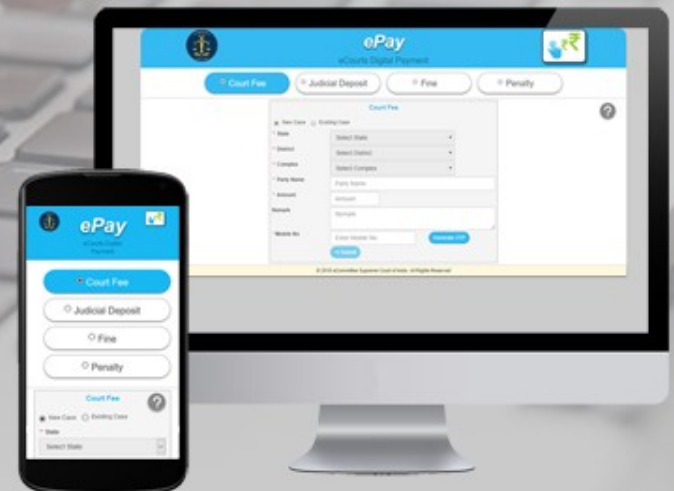 ePay
eCourts Digital Payment
Court Fee
Judicial Deposit
Fine
Penalty
Court Fee
New Case
Existing Case
* State
Select State
* District
Select District
* Complex
Select Complex
* Party Name
Party Name
* Amount
Amount
Remark
Remark
* Mobile No
Enter Mobile No
Generate OTP
Submit
ePay
eCourts Digital
Payment
Court Fee
Judicial Deposit
Fine
Penalty
Court Fee
New Case
Existing Case
* State
Select State